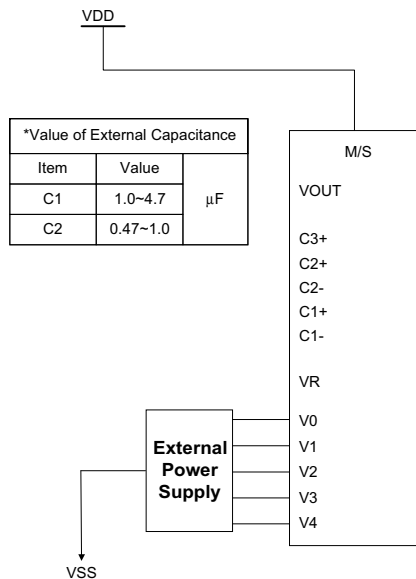 VDD
*Value of External Capacitance
Item Value
C1 1.0~4.7 μF
C2 0.47~1.0
M/S
VOUT
C3+
C2+
C2-
C1+
C1-
VR
V0
V1
V2
V3
V4
External
Power
Supply
VSS